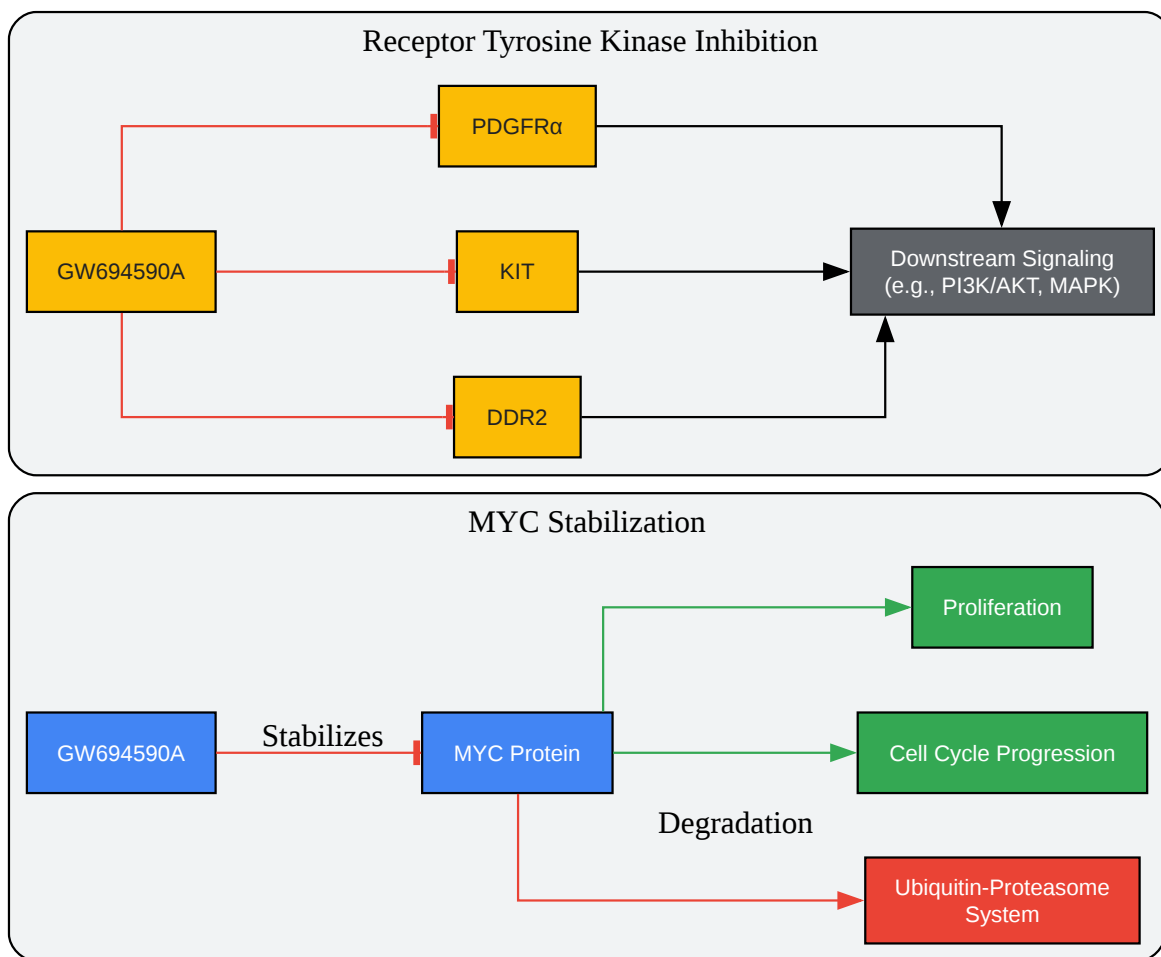 Receptor Tyrosine Kinase Inhibition
PDGFRα
GW694590A
KIT
Downstream Signaling
(e.g., PI3K/AKT, MAPK)
DDR2
MYC Stabilization
Proliferation
GW694590A
Stabilizes
MYC Protein
Cell Cycle Progression
Degradation
Ubiquitin-Proteasome
System